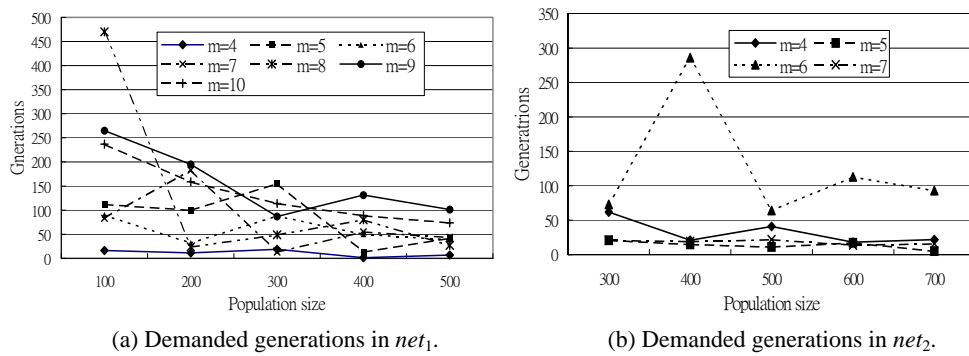 500
450
400
350
300
250
200
150
100
50
0
Gnerations
m=4 m=5 m=6
m=7 m=8 m=9
m=10
100 200 300 400 500
Population size
(a) Demanded generations in net1.
350
300
250
200
150
100
50
0
Generatrions
m=4 m=5
m=6 m=7
300 400 500 600 700
Population size
(b) Demanded generations in net2.